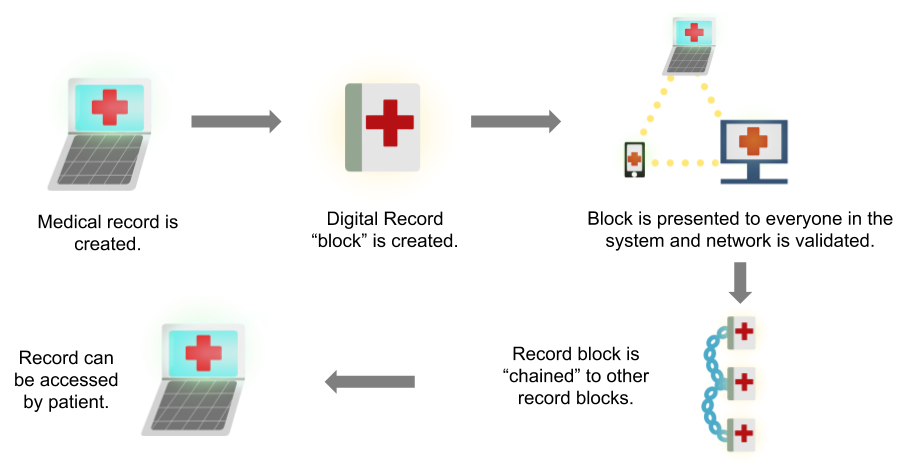 Medical record is
created.
Digital Record
“block” is created.
Block is presented to everyone in the
system and network is validated.
Record block is
“chained” to other
record blocks.
Record can
be accessed
by patient.